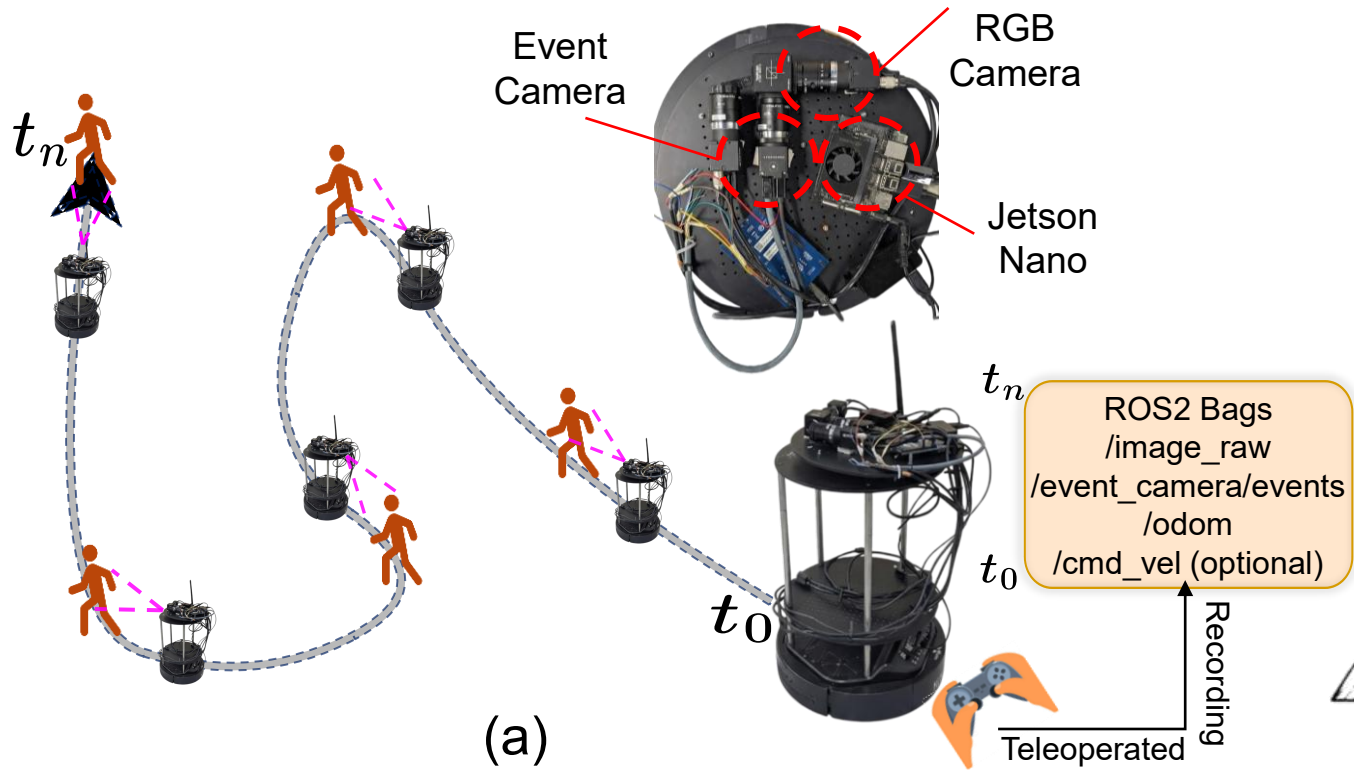 Event
Camera
RGB
Camera
Jetson
Nano
t_n
t_n
t_0
t_0
ROS2 Bags
/image_raw
/event_camera/events
/odom
/cmd_vel (optional)
Recording
Teleoperated
(a)